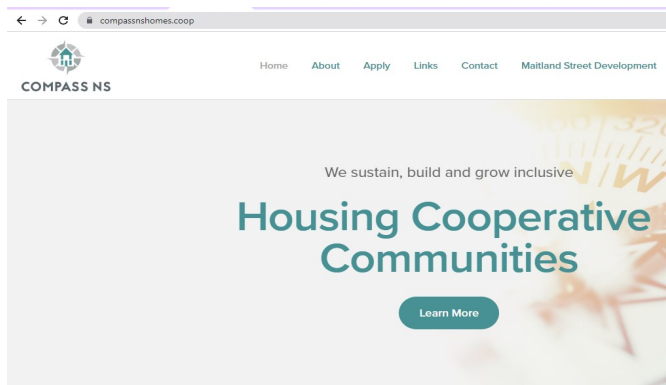 compassnshomes.coop
COMPASS NS
Home About Apply Links Contact Maitland Street Development
320
N W
We sustain, build and grow inclusive
Housing Cooperative
Communities
Learn More